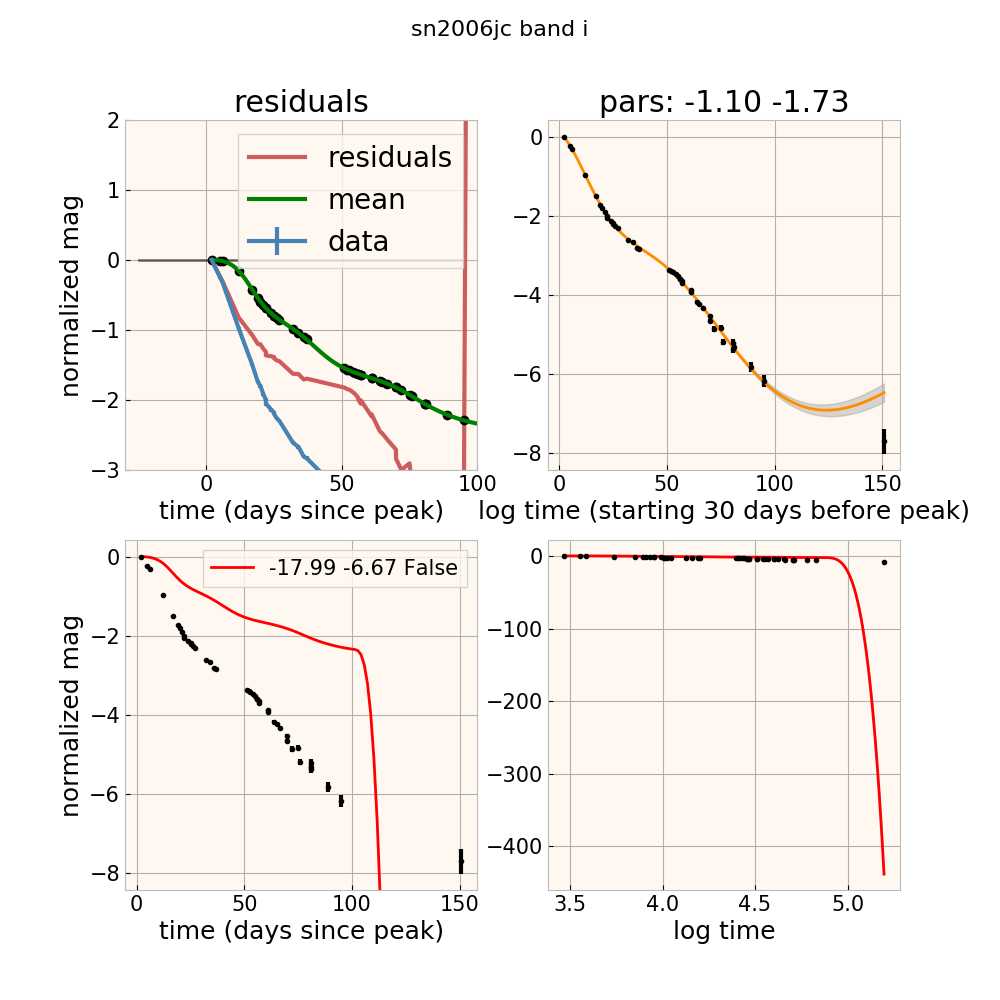 sn2006jc band i
residuals
pars: -1.10 -1.73
normalized mag
2
1
0
−1
−2
−3
residuals
mean
data
0
50
100
time (days since peak)
0
−2
−4
−6
−8
0
50
100
150
log time (starting 30 days before peak)
normalized mag
0
−2
−4
−6
−8
-17.99 -6.67 False
0
50
100
150
time (days since peak)
0
−100
−200
−300
−400
3.5
4.0
4.5
5.0
log time